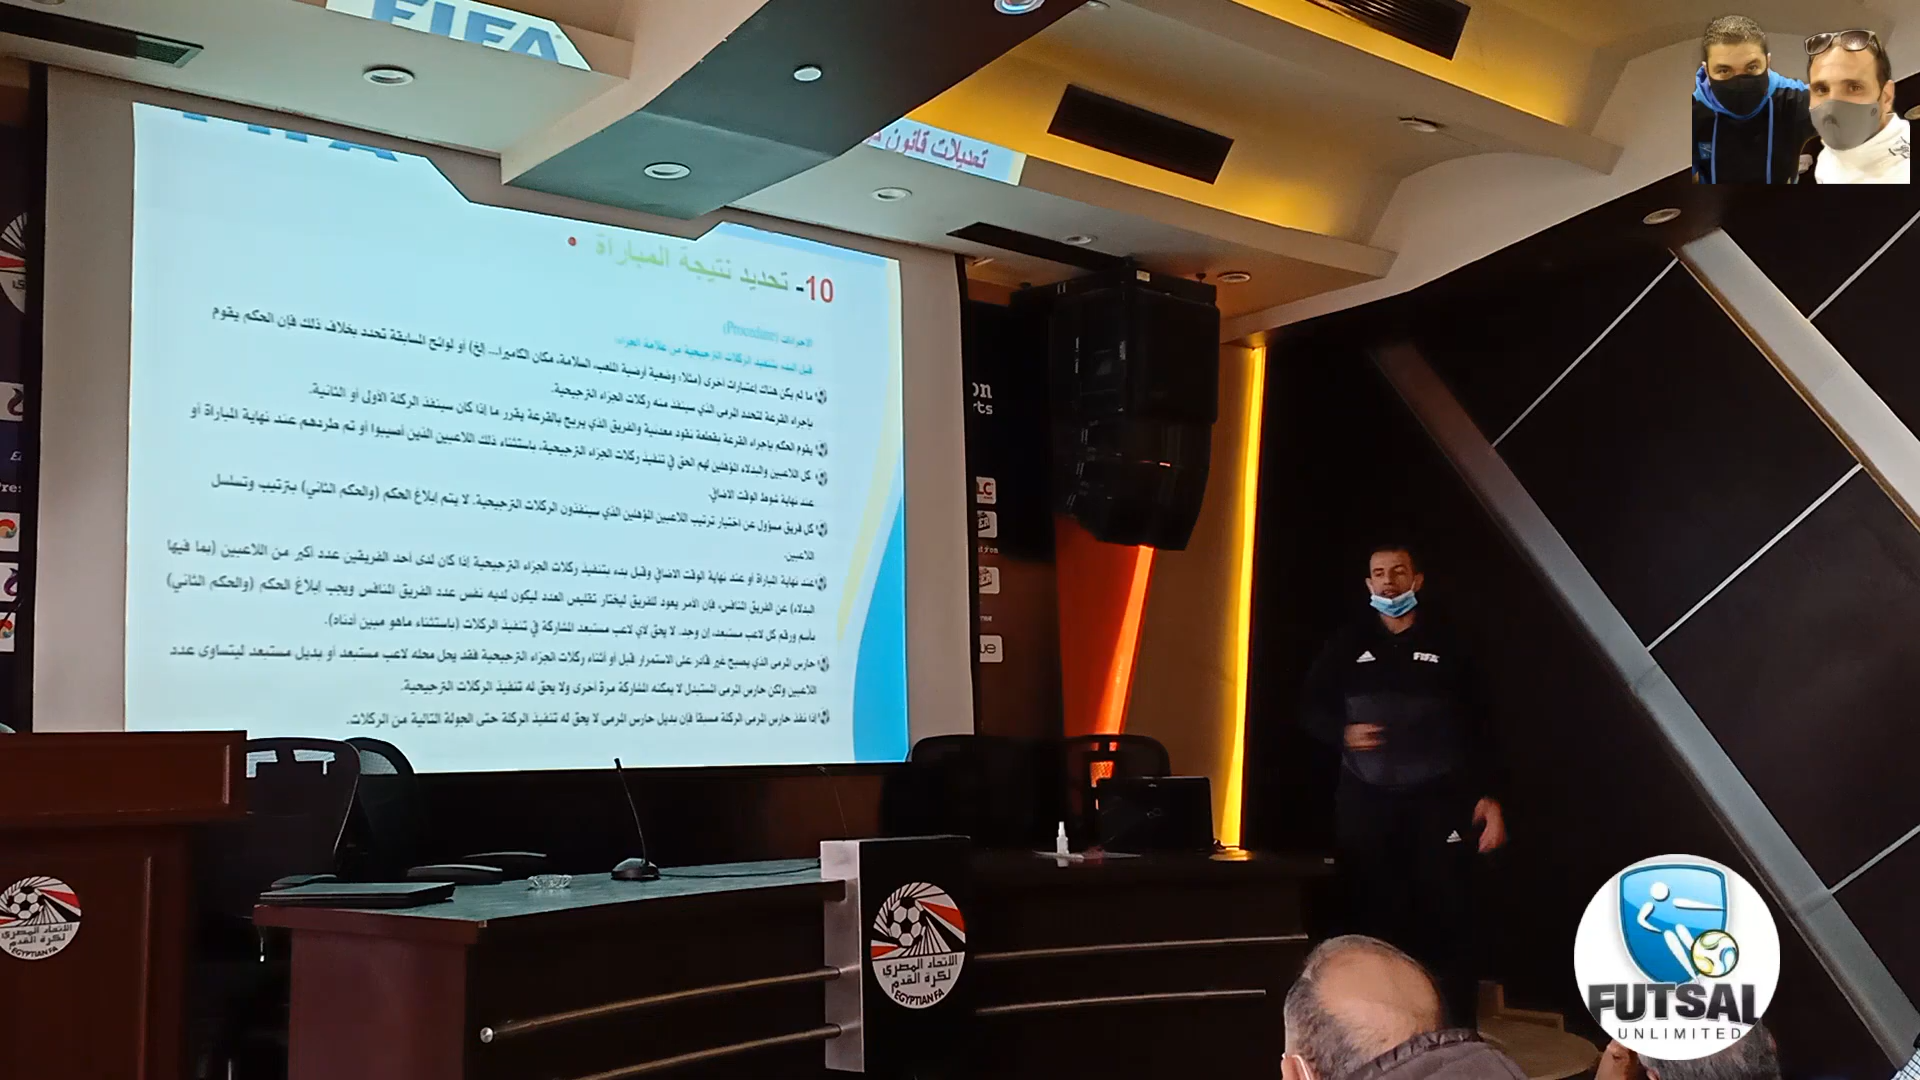 FIFA
تعديلات قانون
10- تحديد نتيجة المباراة •
الاجراءات (Procedure)
قبل البدء بتنفيذ الركلات الترجيحية من علامة الجزاء
ما لم يكن هناك اعتبارات أخرى (مثلا، وضعية أرضية الملعب، السلامة، مكان الكاميرا... إلخ) أو لوائح المسابقة تحدد بخلاف ذلك فإن الحكم يقوم
بإجراء القرعة لتحدد المرمى الذي سينفذ منه ركلات الجزاء الترجيحية.
يقوم الحكم بإجراء القرعة بقطعة نقود معدنية والفريق الذي يربح بالقرعة يقرر ما إذا كان سينفذ الركلة الأولى أو الثانية.
كل اللاعبين والبدلاء المؤهلين لهم الحق في تنفيذ ركلات الجزاء الترجيحية، باستثناء ذلك اللاعبين الذين أصيبوا أو تم طردهم عند نهاية المباراة أو
عند نهاية شوط الوقت الاضافي.
كل فريق مسؤول عن اختيار ترتيب اللاعبين المؤهلين الذي سينفذون الركلات الترجيحية. لا يتم إبلاغ الحكم (والحكم الثاني) بترتيب وتسلسل
اللاعبين.
عند نهاية المباراة أو عند نهاية الوقت الاضافي وقبل بدء بتنفيذ ركلات الجزاء الترجيحية إذا كان لدى أحد الفريقين عدد أكبر من اللاعبين (بما فيها
البدلاء) عن الفريق المنافس، فإن الأمر يعود للفريق ليختار تقليص العدد ليكون لديه نفس عدد الفريق المنافس ويجب إبلاغ الحكم (والحكم الثاني)
بأسم ورقم كل لاعب مستبعد، إن وجد. لا يحق لأي لاعب مستبعد المشاركة في تنفيذ الركلات (باستثناء ماهو مبين أدناه).
حارس المرمى الذي يصبح غير قادر على الاستمرار قبل أو أثناء ركلات الجزاء الترجيحية فقد يحل محله لاعب مستبعد أو بديل مستبعد ليتساوى عدد
اللاعبين ولكن حارس المرمى المستبدل لا يمكنه المشاركة مرة أخرى ولا يحق له تنفيذ الركلات الترجيحية.
إذا نفذ حارس المرمى الركلة مسبقا فإن بديل حارس المرمى لا يحق له تنفيذ الركلة حتى الجولة التالية من الركلات.
FIFA
الاتحاد المصري
لكرة القدم
EGYPTIAN FA
الاتحاد المصري
لكرة القدم
EGYPTIAN FA
FUTSAL
UNLIMITED